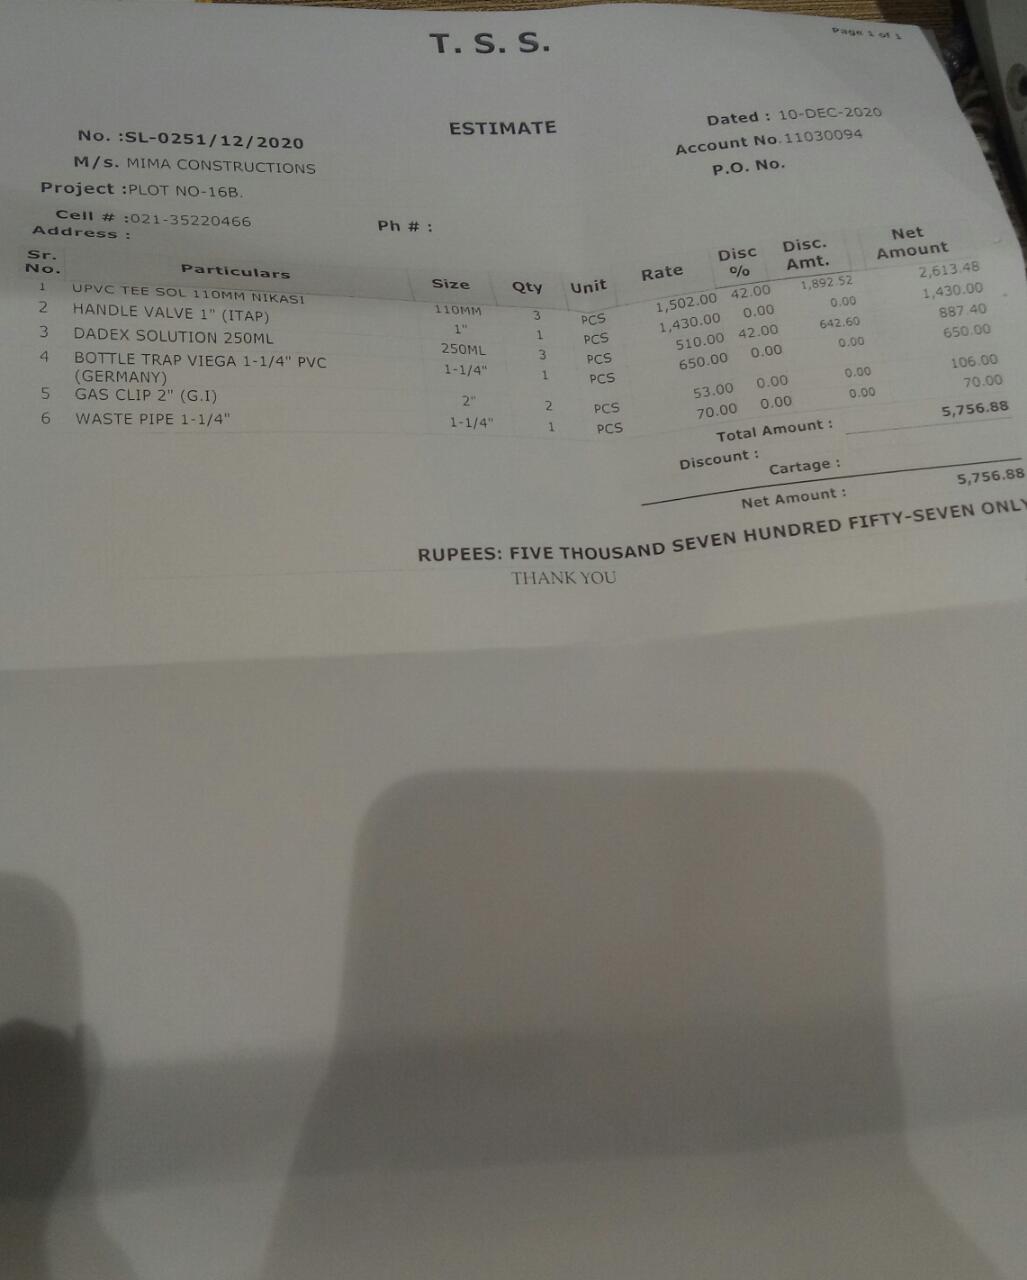 Page 1 of 1
T. S. S.
ESTIMATE
No. :SL-0251/12/2020
Dated : 10-DEC-2020
M/s. MIMA CONSTRUCTIONS
Account No.11030094
Project :PLOT NO-16B.
P.O. No.
Cell # :021-35220466 Ph # :
Address :
Sr. No. Particulars Size Qty Unit Rate Disc % Disc. Amt. Net Amount
1 UPVC TEE SOL 110MM NIKASI 110MM 3 PCS 1,502.00 42.00 1,892.52 2,613.48
2 HANDLE VALVE 1" (ITAP) 1" 1 PCS 1,430.00 0.00 0.00 1,430.00
3 DADEX SOLUTION 250ML 250ML 3 PCS 510.00 42.00 642.60 887.40
4 BOTTLE TRAP VIEGA 1-1/4" PVC 1-1/4" 1 PCS 650.00 0.00 0.00 650.00
(GERMANY)
5 GAS CLIP 2" (G.I) 2" 2 PCS 53.00 0.00 0.00 106.00
6 WASTE PIPE 1-1/4" 1-1/4" 1 PCS 70.00 0.00 0.00 70.00
Total Amount : 5,756.88
Discount :
Cartage :
Net Amount : 5,756.88
RUPEES: FIVE THOUSAND SEVEN HUNDRED FIFTY-SEVEN ONLY
THANK YOU